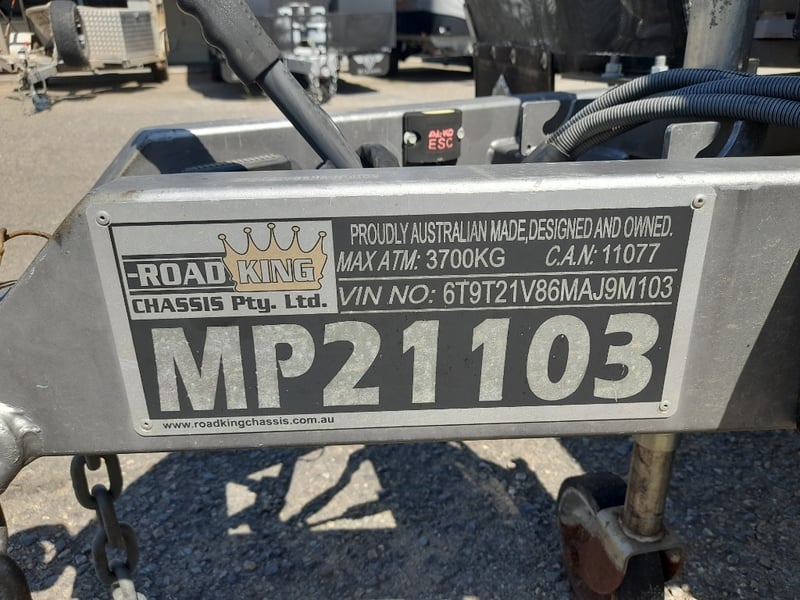 AL-KO
ESC
-ROAD KING
CHASSIS Pty. Ltd.
PROUDLY AUSTRALIAN MADE,DESIGNED AND OWNED.
MAX ATM: 3700KG C.A.N: 11077
VIN NO: 6T9T21V86MAJ9M103
MP21103
www.roadkingchassis.com.au